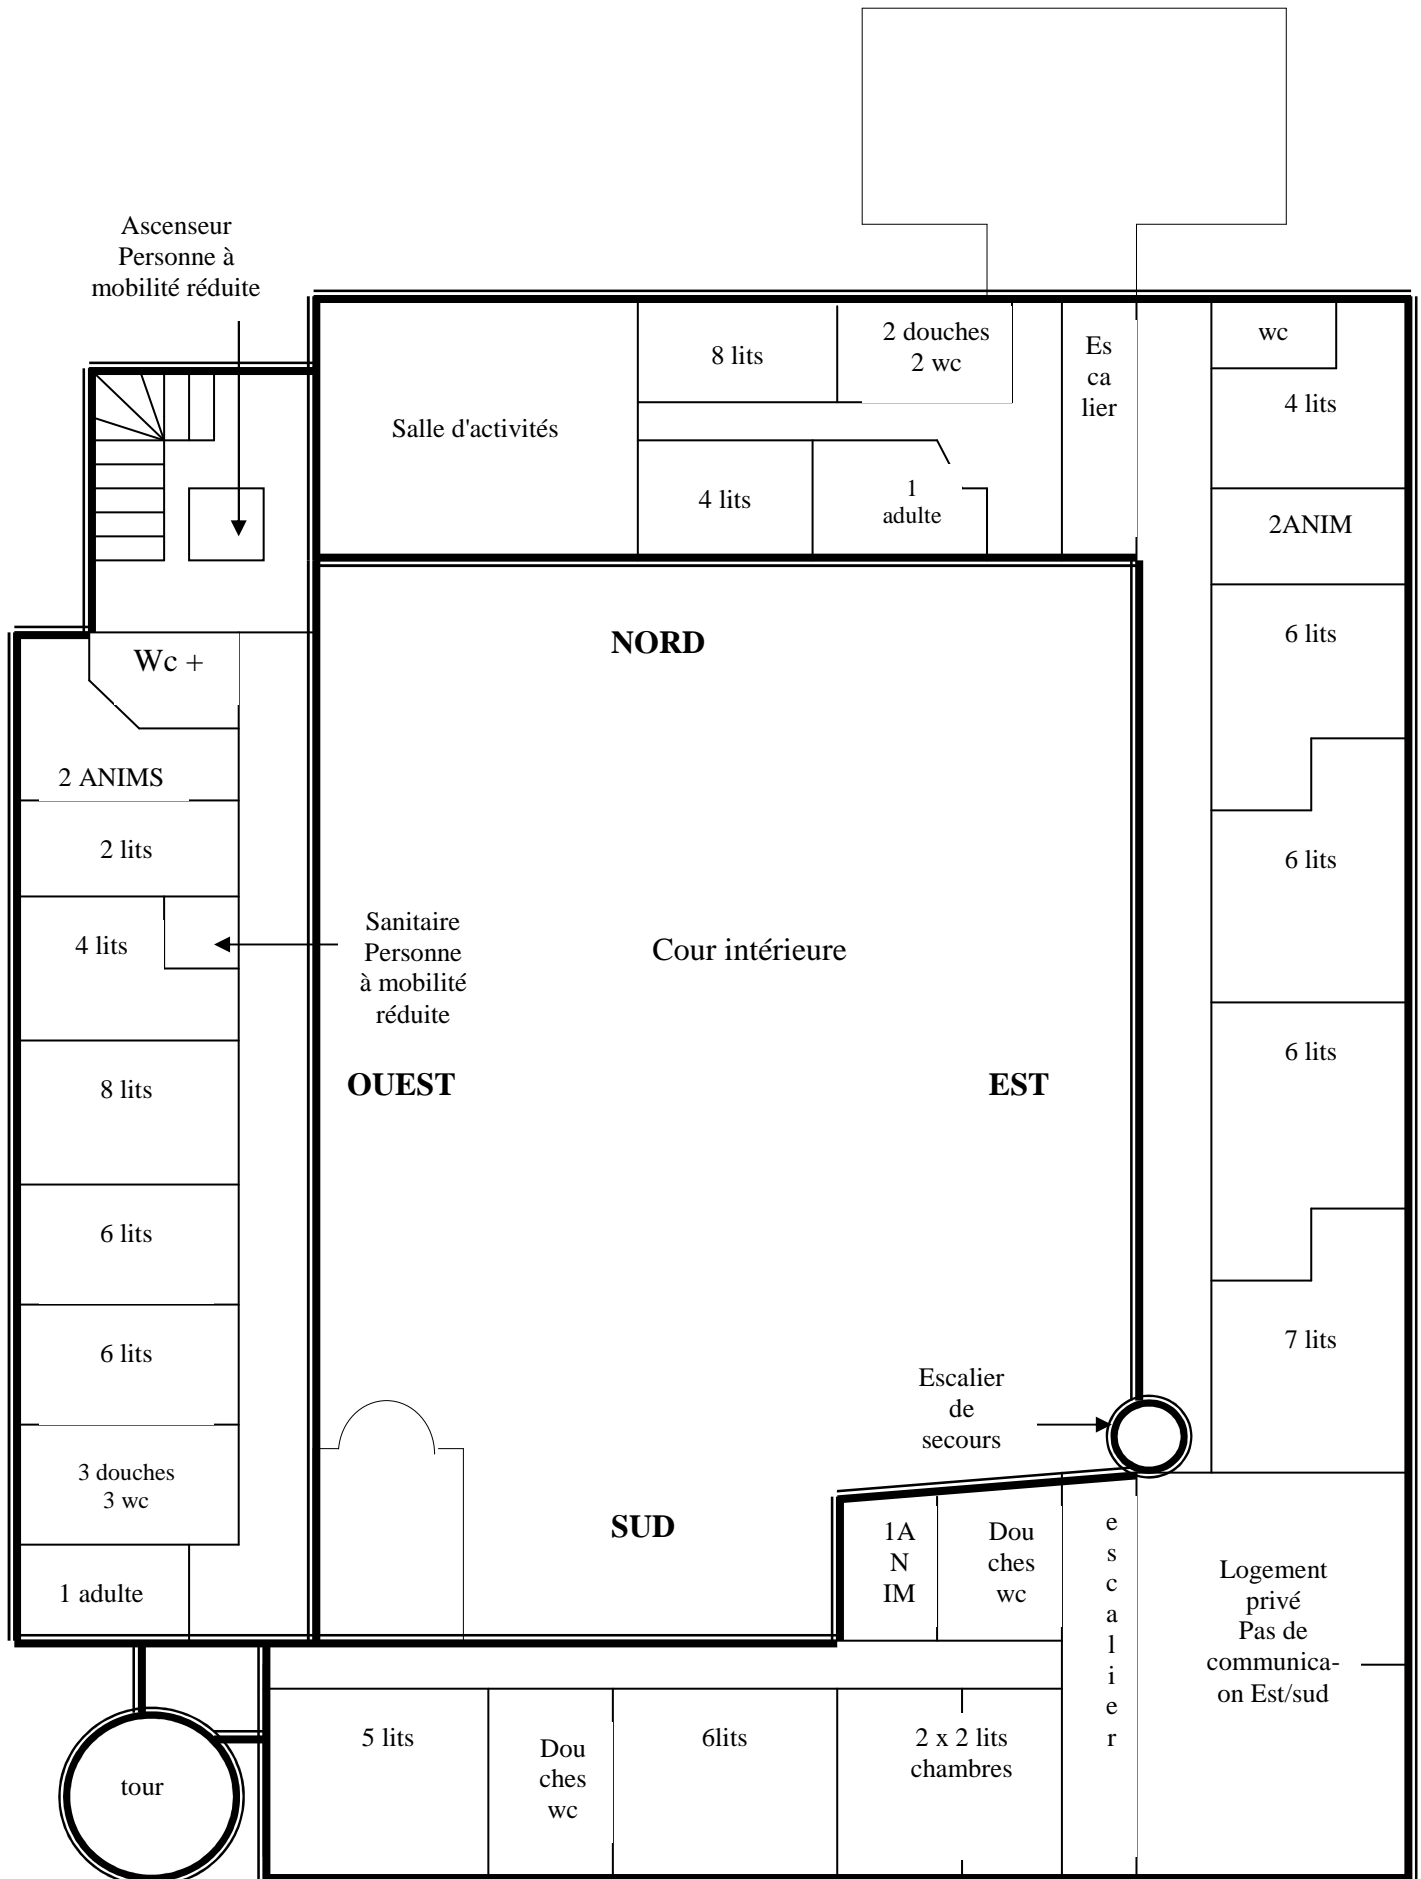 Ascenseur
Personne à
mobilité réduite
8 lits
2 douches
2 wc
Es
ca
lier
wc
4 lits
Salle d'activités
4 lits
1
adulte
2ANIM
NORD
6 lits
Wc +
2 ANIMS
2 lits
6 lits
4 lits
Sanitaire
Personne
à mobilité
réduite
Cour intérieure
6 lits
8 lits
OUEST
EST
6 lits
6 lits
7 lits
Escalier
de
secours
3 douches
3 wc
SUD
1A
N
IM
Dou
ches
wc
e
s
c
a
l
i
e
r
Logement
privé
Pas de
communica-
on Est/sud
1 adulte
5 lits
Dou
ches
wc
6lits
2 x 2 lits
chambres
tour